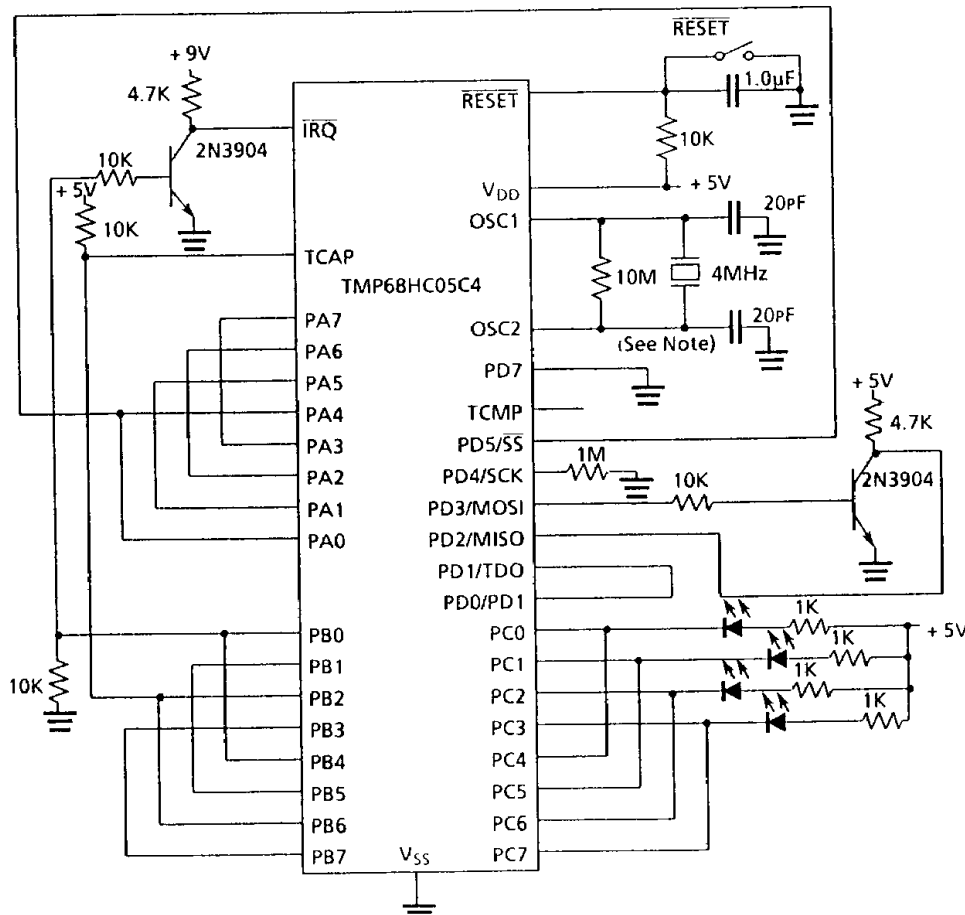 RESET
+ 9V
4.7K
IRQ
2N3904
10K
+ 5V
10K
TCAP
TMP68HC05C4
PA7
PA6
PA5
PA4
PA3
PA2
PA1
PA0
PB0
PB1
PB2
PB3
PB4
PB5
PB6
PB7
10K
VSS
RESET
1.0µF
10K
VDD
+ 5V
OSC1
20PF
10M
4MHz
OSC2
20PF
(See Note)
PD7
TCMP
PD5/SS
+ 5V
4.7K
PD4/SCK
1M
PD3/MOSI
10K
2N3904
PD2/MISO
PD1/TDO
PD0/PD1
PC0
1K
+ 5V
PC1
1K
PC2
1K
PC3
1K
PC4
PC5
PC6
PC7